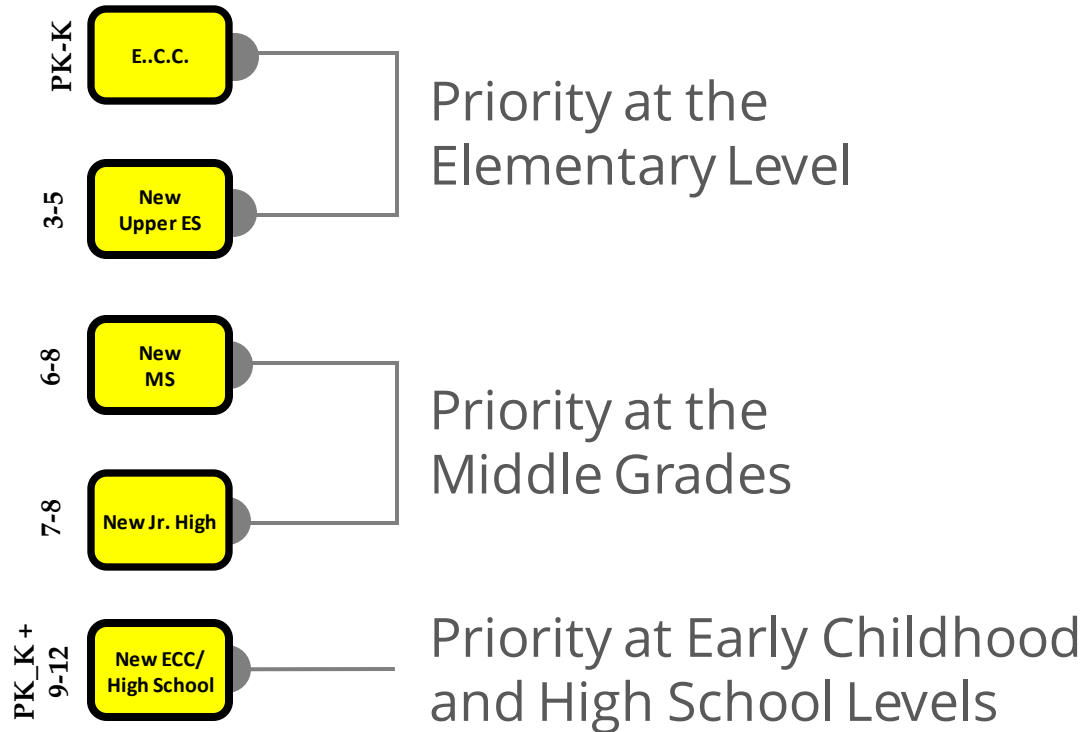 PK-K
E..C.C.
Priority at the
Elementary Level
3-5
New
Upper ES
6-8
New
MS
Priority at the
Middle Grades
7-8
New Jr. High
PK_K +
9-12
New ECC/
High School
Priority at Early Childhood
and High School Levels